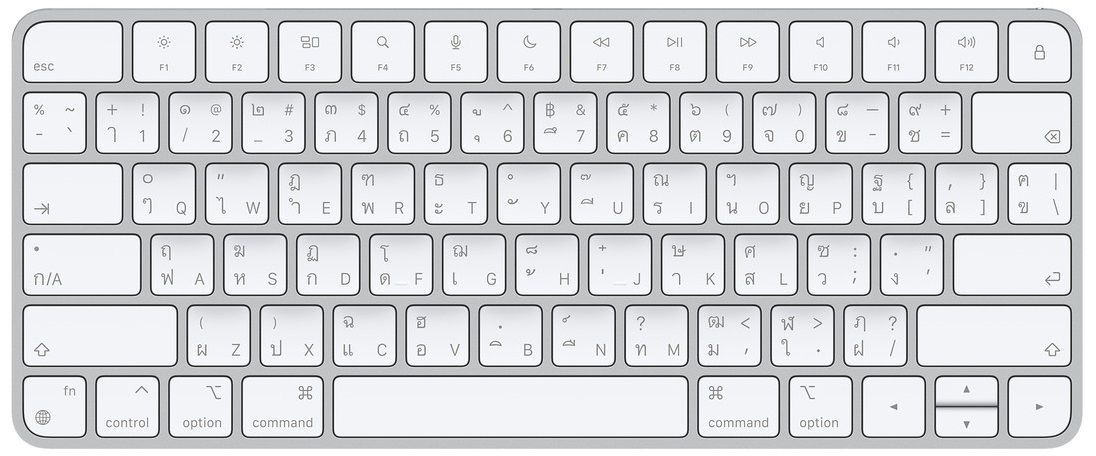 esc F1 F2 F3 F4 F5 F6 F7 F8 F9 F10 F11 F12
% ~ + ! ๑ @ ๒ # ๓ $ ๔ % ู ^ ฿ & ๕ * ๖ ( ๗ ) ๘ — ๙ +
- ` ๅ 1 / 2 _ 3 ภ 4 ถ 5 ุ 6 ึ 7 ค 8 ต 9 จ 0 ข - ช =
๐ " ฎ ฑ ธ ํ ๊ ณ ฯ ญ ฐ { , } ฅ |
ๆ Q ไ W ำ E พ R ะ T ั Y ี U ร I น O ย P บ [ ล ] ฃ \
ฤ ฆ ฏ โ ฌ ็ ๋ ษ ศ ซ : . "
ก/A ฟ A ห S ก D ด F เ G ้ H ่ J า K ส L ว ; ง '
( ) ฉ ฮ ฺ ์ ? ฒ < ฬ > ฦ ?
ผ Z ป X แ C อ V ิ B ื N ท M ม , ใ . ฝ /
fn
control option command command option